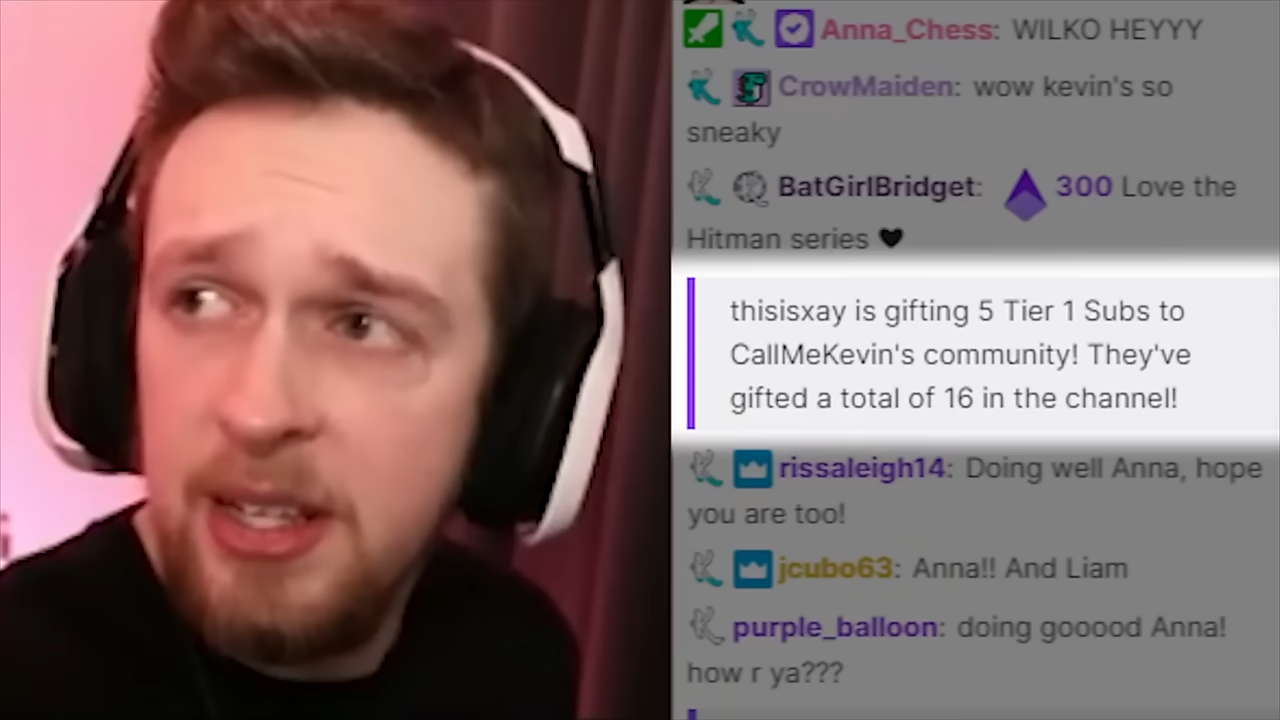 Anna_Chess: WILKO HEYYY
CrowMaiden: wow kevin's so
sneaky
BatGirlBridget: 300 Love the
Hitman series 🖤
thisisxay is gifting 5 Tier 1 Subs to
CallMeKevin's community! They've
gifted a total of 16 in the channel!
rissaleigh14: Doing well Anna, hope
you are too!
jcubo63: Anna!! And Liam
purple_balloon: doing gooood Anna!
how r ya???